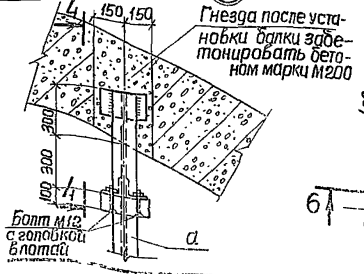 4
150 150
Гнезда после уста-
новки балки забе-
тонировать бето-
ном марки М200
300
300
100
4
Болт М12
с головкой
впотай
а
6